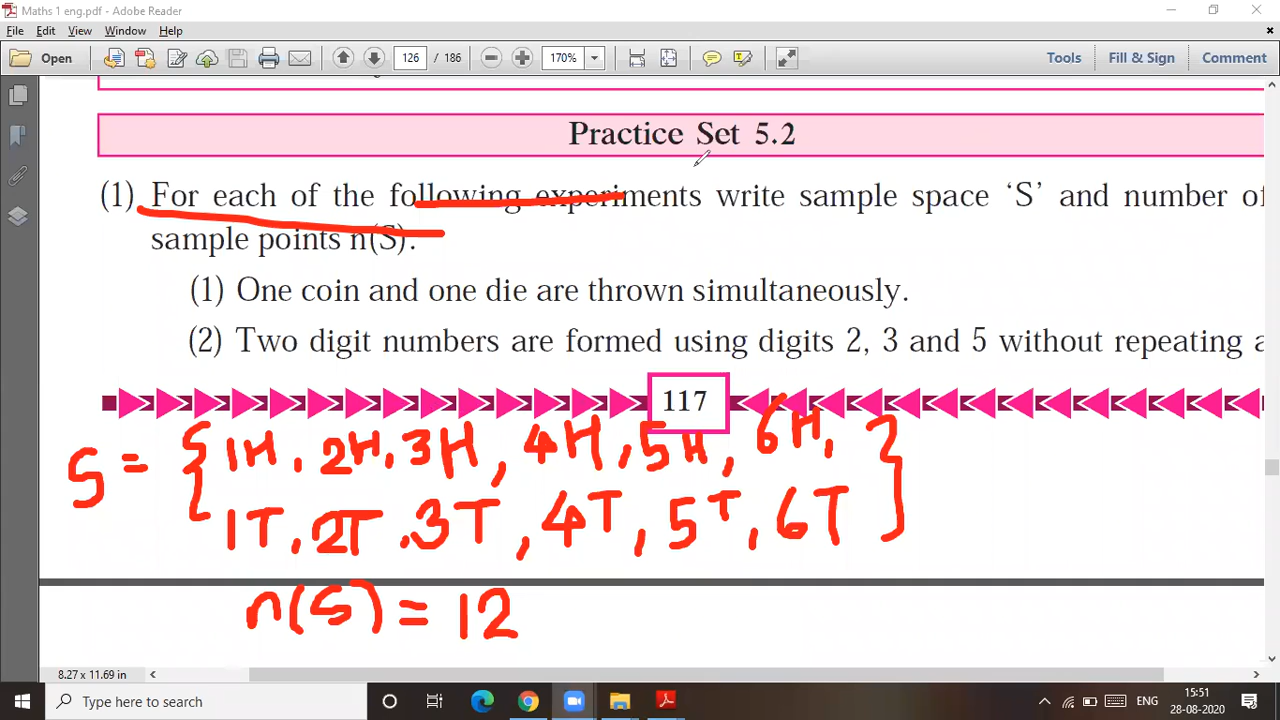 Maths 1 eng.pdf - Adobe Reader
File Edit View Window Help
Open 126 / 186 170% Tools Fill & Sign Comment
Practice Set 5.2
(1) For each of the following experiments write sample space ‘S’ and number of
sample points n(S).
(1) One coin and one die are thrown simultaneously.
(2) Two digit numbers are formed using digits 2, 3 and 5 without repeating a
117
S = {1H, 2H, 3H, 4H, 5H, 6H,
1T, 2T, 3T, 4T, 5T, 6T}
n(S) = 12
8.27 x 11.69 in
Type here to search
ENG
15:51
28-08-2020